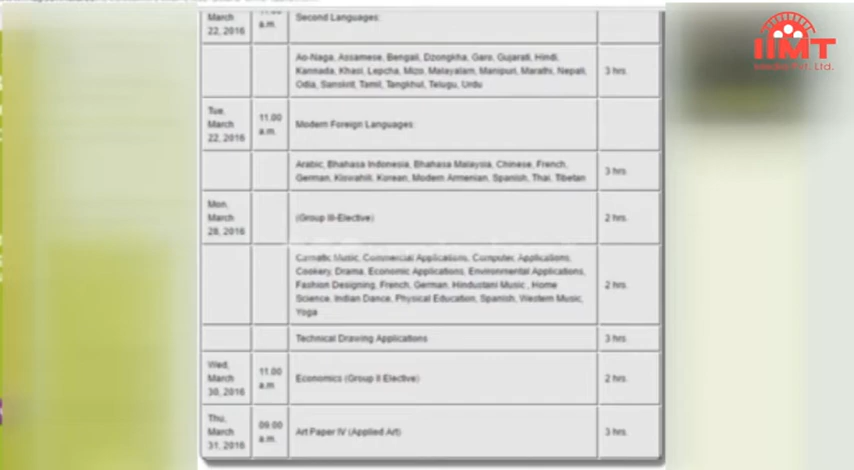 March
a.m.
Second Languages:
22, 2016
Ao-Naga, Assamese, Bengali, Dzongkha, Garo, Gujarati, Hindi,
Kannada, Khasi, Lepcha, Mizo, Malayalam, Manipuri, Marathi, Nepali,
Odia, Sanskrit, Tamil, Tangkhul, Telugu, Urdu
3 hrs.
Tue,
March
22, 2016
11.00
a.m.
Modern Foreign Languages:
Arabic, Bhahasa Indonesia, Bhahasa Malaysia, Chinese, French,
German, Kiswahili, Korean, Modern Armenian, Spanish, Thai, Tibetan
3 hrs.
Mon,
March
28, 2016
(Group III-Elective)
2 hrs.
Carnatic Music, Commercial Applications, Computer, Applications,
Cookery, Drama, Economic Applications, Environmental Applications,
Fashion Designing, French, German, Hindustani Music, Home
Science, Indian Dance, Physical Education, Spanish, Western Music,
Yoga
2 hrs.
Technical Drawing Applications
3 hrs.
Wed,
March
30, 2016
11.00
a.m
Economics (Group II Elective)
2 hrs.
Thu,
March
31, 2016
09.00
a.m.
Art Paper IV (Applied Art)
3 hrs.
IIMT
Media Pvt. Ltd.